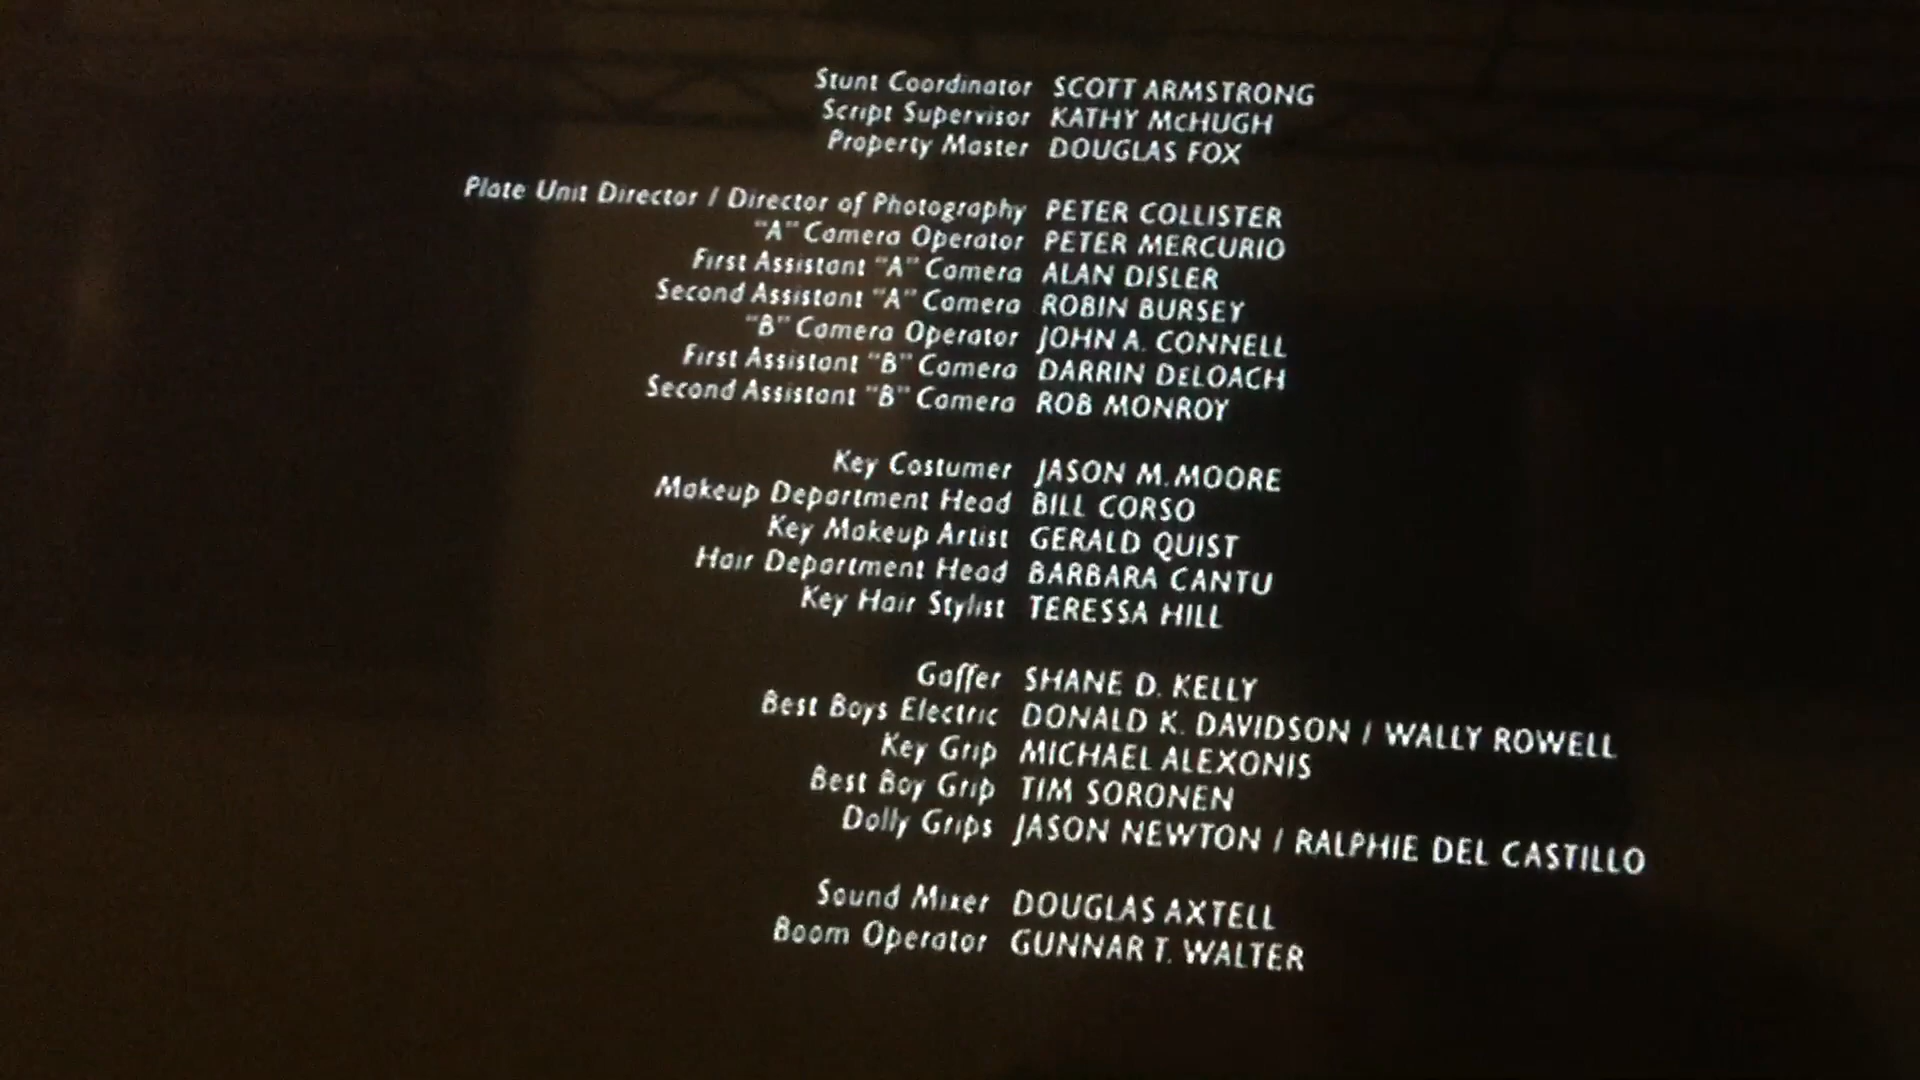 Stunt Coordinator SCOTT ARMSTRONG
Script Supervisor KATHY McHUGH
Property Master DOUGLAS FOX
Plate Unit Director / Director of Photography PETER COLLISTER
"A" Camera Operator PETER MERCURIO
First Assistant "A" Camera ALAN DISLER
Second Assistant "A" Camera ROBIN BURSEY
"B" Camera Operator JOHN A. CONNELL
First Assistant "B" Camera DARRIN DeLOACH
Second Assistant "B" Camera ROB MONROY
Key Costumer JASON M. MOORE
Makeup Department Head BILL CORSO
Key Makeup Artist GERALD QUIST
Hair Department Head BARBARA CANTU
Key Hair Stylist TERESSA HILL
Gaffer SHANE D. KELLY
Best Boys Electric DONALD K. DAVIDSON / WALLY ROWELL
Key Grip MICHAEL ALEXONIS
Best Boy Grip TIM SORONEN
Dolly Grips JASON NEWTON / RALPHIE DEL CASTILLO
Sound Mixer DOUGLAS AXTELL
Boom Operator GUNNAR T. WALTER